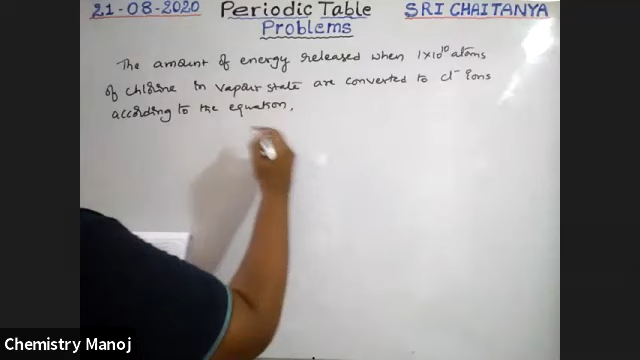 21-08-2020 Periodic Table SRI CHAITANYA
Problems
The amount of energy released when 1×10¹⁰ atoms
of chlorine in vapour state are converted to cl⁻ ions
according to the equation,
Chemistry Manoj